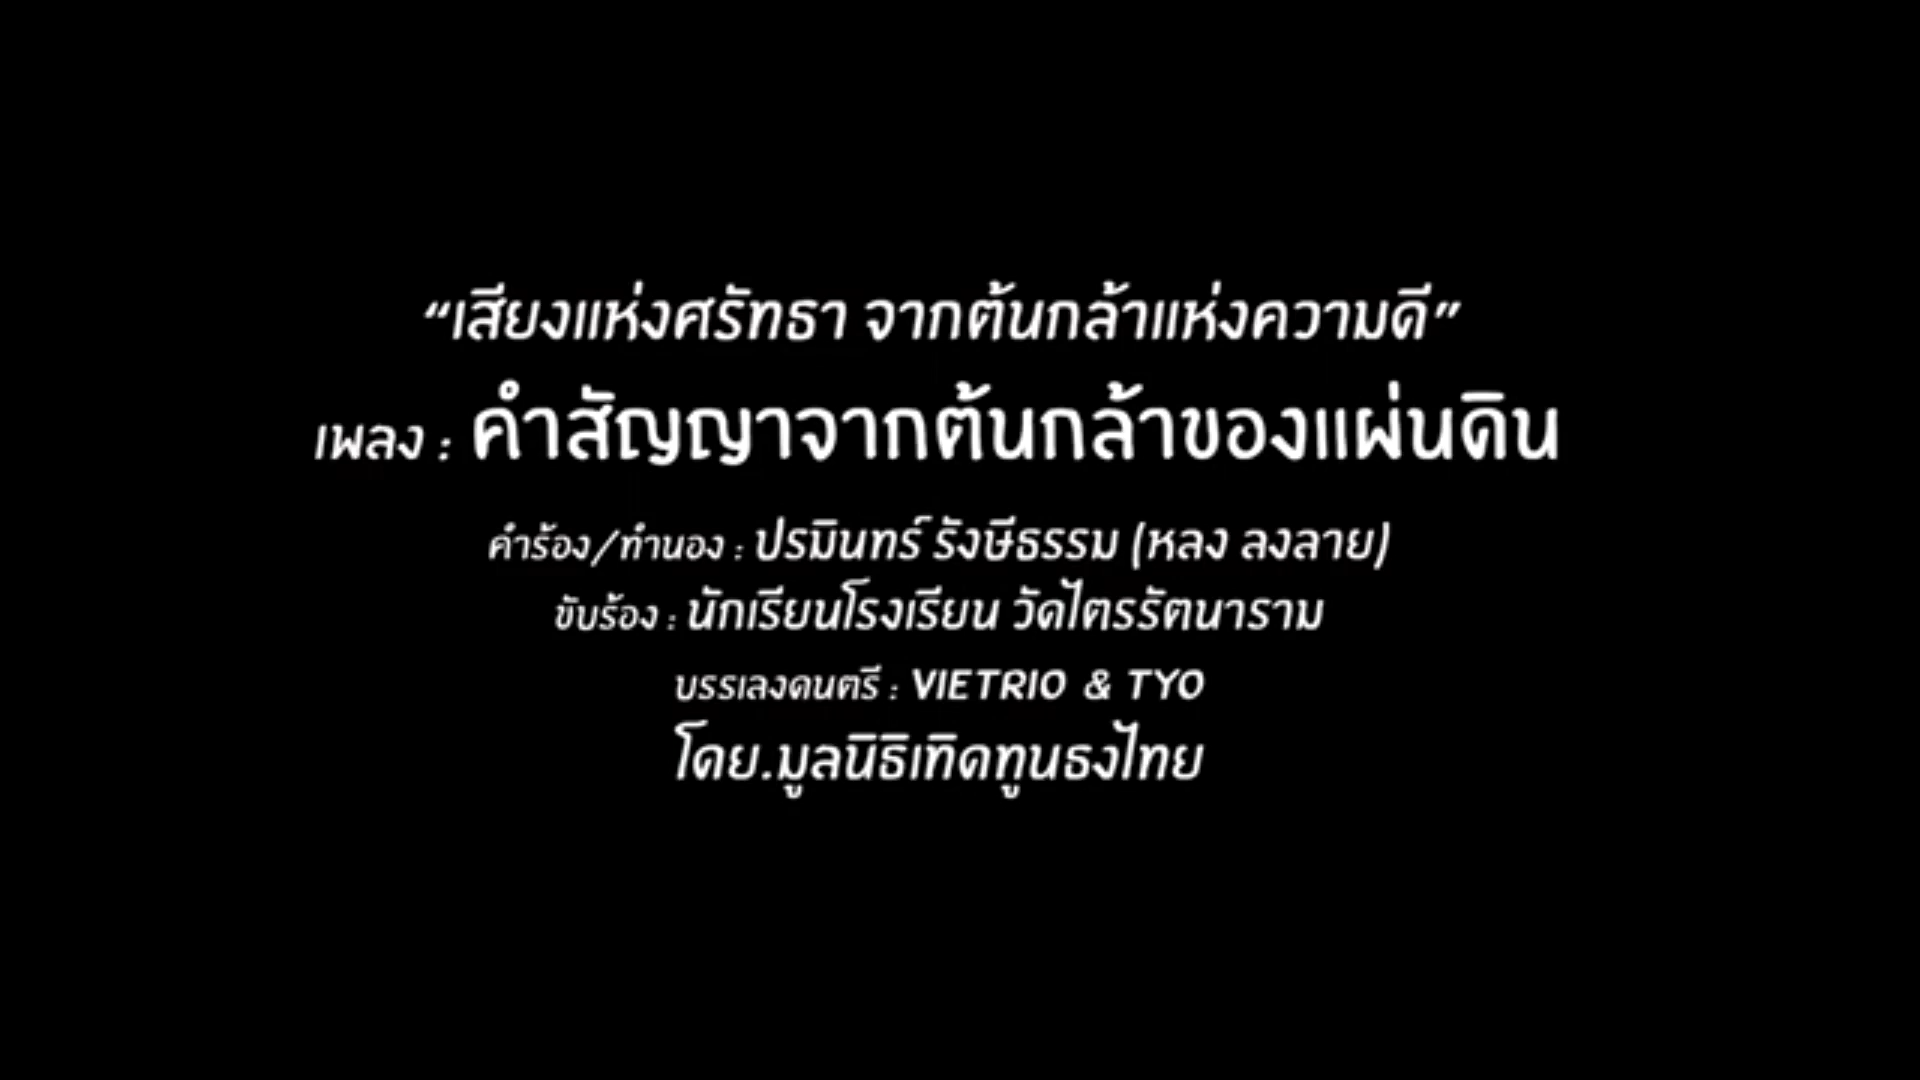 “เสียงแห่งศรัทธา จากต้นกล้าแห่งความดี”
เพลง : คำสัญญาจากต้นกล้าของแผ่นดิน
คำร้อง/ทำนอง : ปรมินทร์ รังษีธรรม (หลง ลงลาย)
ขับร้อง : นักเรียนโรงเรียน วัดไตรรัตนาราม
บรรเลงดนตรี : VIETRIO & TYO
โดย.มูลนิธิเทิดทูนธงไทย